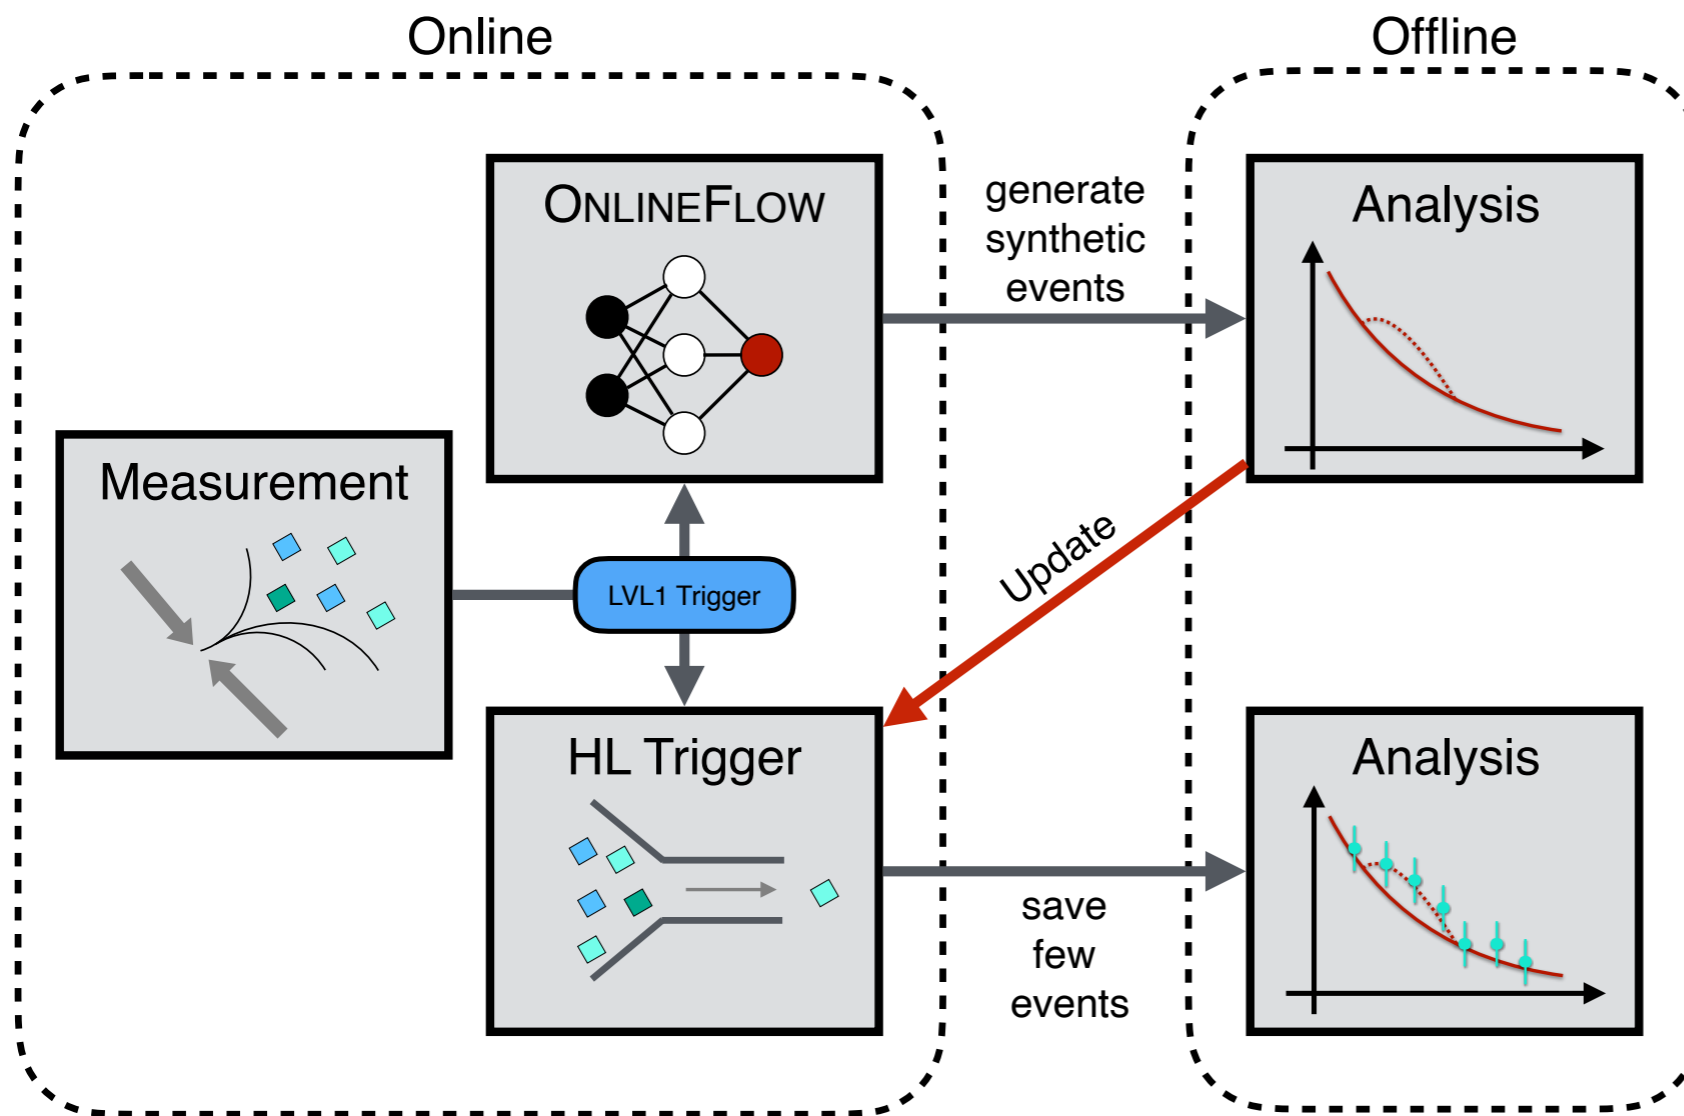 Online
Offline
ONLINEFLOW
generate
synthetic
events
Analysis
Measurement
LVL1 Trigger
Update
HL Trigger
save
few
events
Analysis